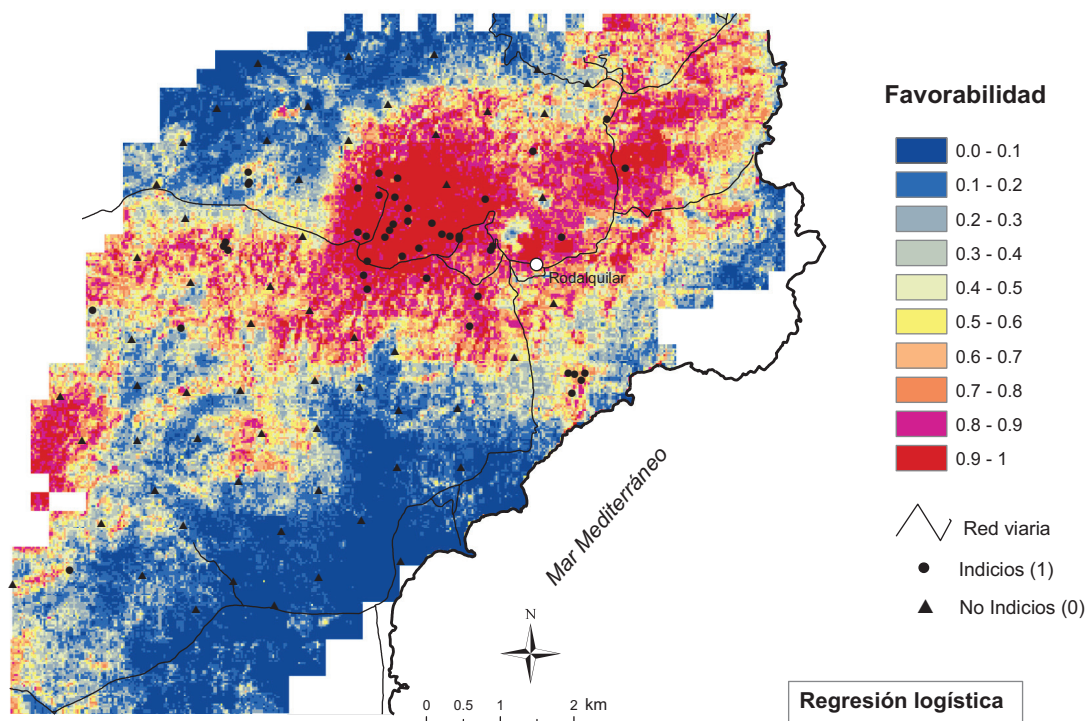 Favorabilidad
0.0 - 0.1
0.1 - 0.2
0.2 - 0.3
0.3 - 0.4
0.4 - 0.5
0.5 - 0.6
0.6 - 0.7
0.7 - 0.8
0.8 - 0.9
0.9 - 1
Red viaria
Indicios (1)
No Indicios (0)
Rodalquilar
Mar Mediterráneo
N
0 0.5 1 2 km
Regresión logística